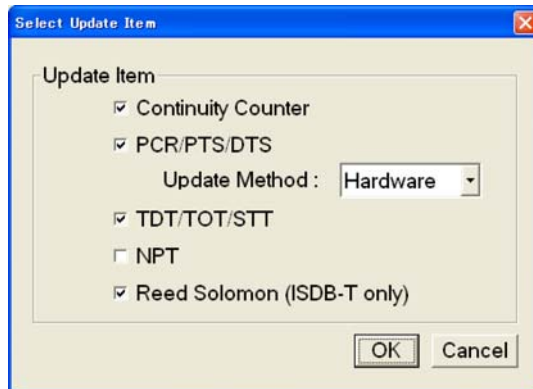 Select Update Item
Update Item
Continuity Counter
PCR/PTS/DTS
Update Method : Hardware
TDT/TOT/STT
NPT
Reed Solomon (ISDB-T only)
OK Cancel